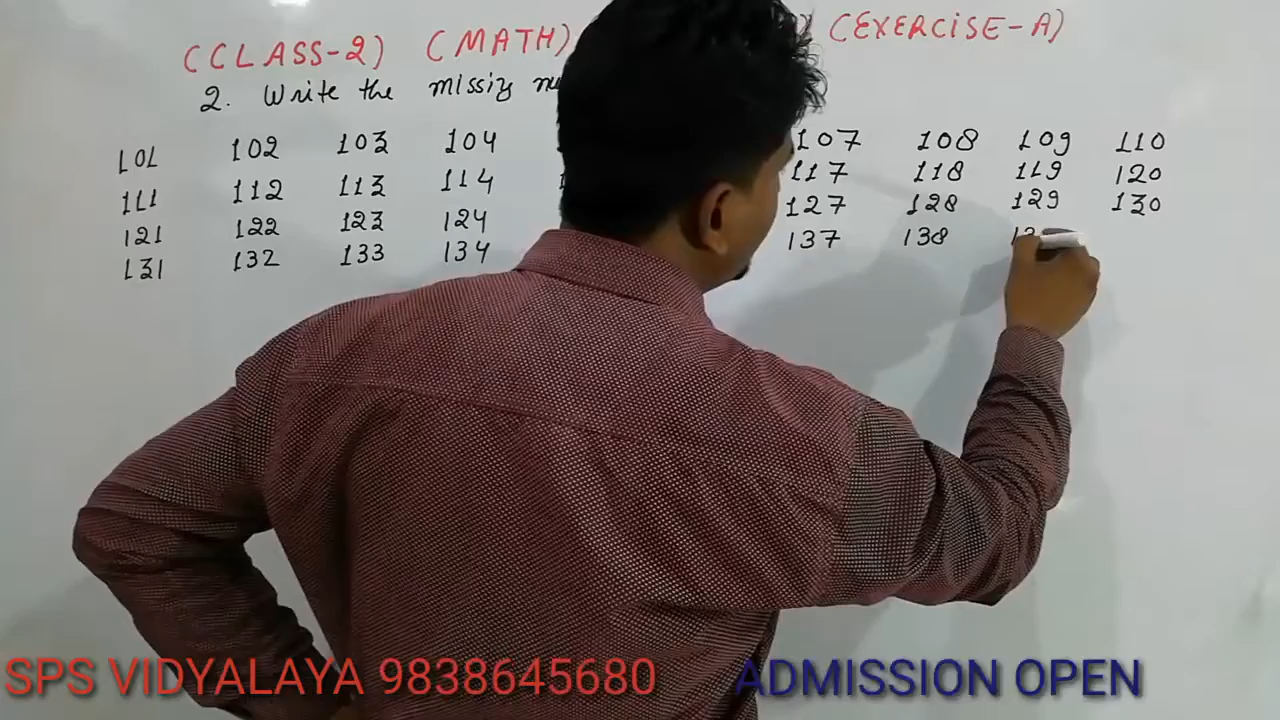 (CLASS-2) (MATH) (EXERCISE-A)
2. Write the missig
101 102 103 104 107 108 109 110
111 112 113 114 117 118 119 120
121 122 123 124 127 128 129 130
131 132 133 134 137 138
SPS VIDYALAYA 9838645680 ADMISSION OPEN